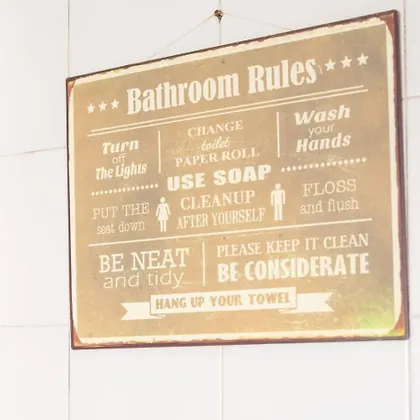 Bathroom Rules
Turn
off
The Lights
CHANGE
toilet
PAPER ROLL
Wash
your
Hands
USE SOAP
PUT THE
seat down
CLEANUP
AFTER YOURSELF
FLOSS
and flush
BE NEAT
and tidy
PLEASE KEEP IT CLEAN
BE CONSIDERATE
HANG UP YOUR TOWEL